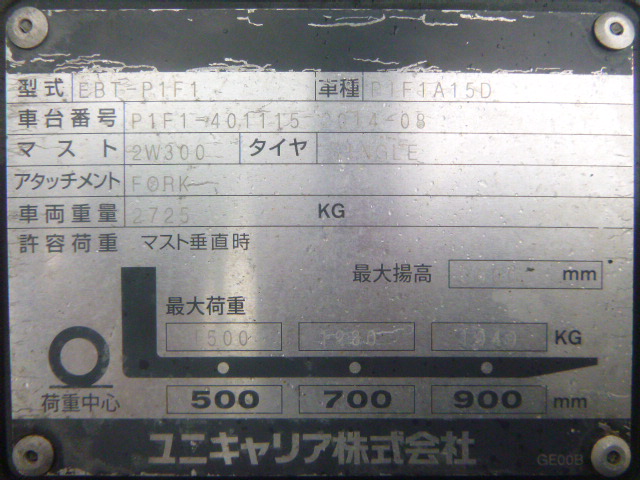 型式 EBT-P1F1 車種 P1F1A15D
車台番号 P1F1-401115 2014-08
マスト 2W300 タイヤ SINGLE
アタッチメント FORK
車両重量 2725 KG
許容荷重 マスト垂直時
最大揚高 mm
最大荷重
1500 KG
荷重中心 500 700 900 mm
ユニキャリア株式会社 GE00B